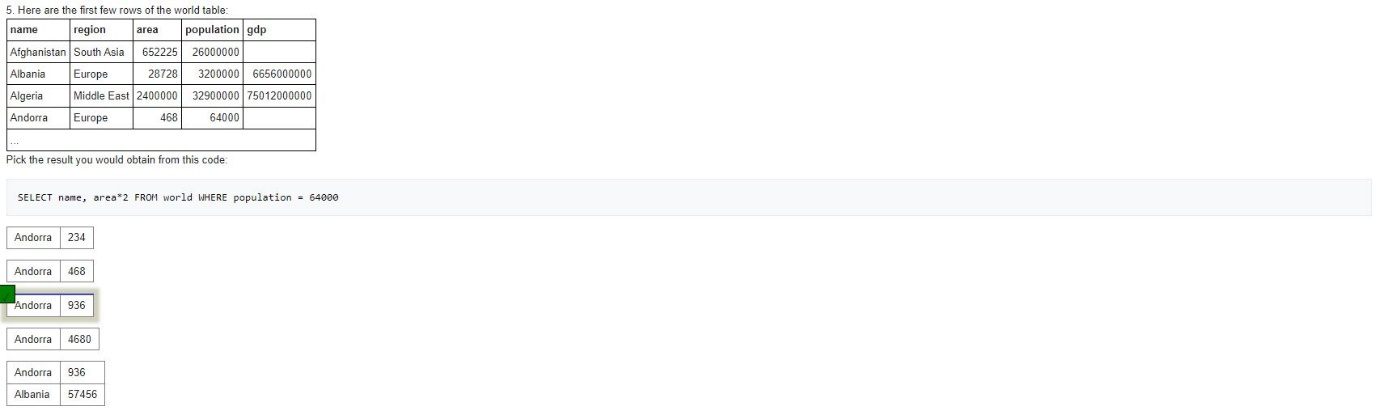 5. Here are the first few rows of the world table:
name region area population gdp
Afghanistan South Asia 652225 26000000
Albania Europe 28728 3200000 6656000000
Algeria Middle East 2400000 32900000 75012000000
Andorra Europe 468 64000
...
Pick the result you would obtain from this code:
SELECT name, area*2 FROM world WHERE population = 64000
Andorra 234
Andorra 468
Andorra 936
Andorra 4680
Andorra 936
Albania 57456